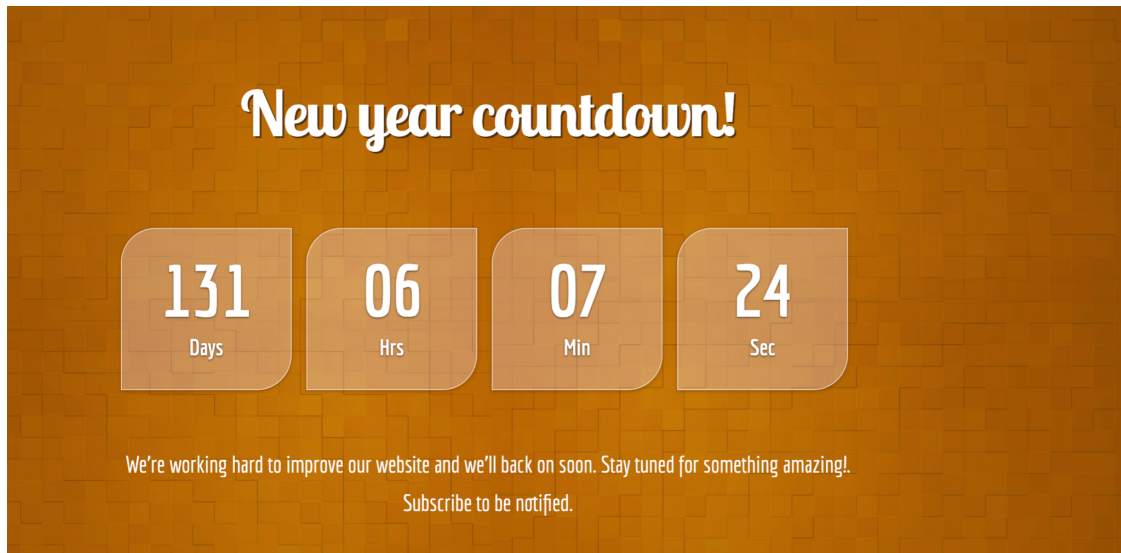 New year countdown!
131 06 07 24
Days Hrs Min Sec
We're working hard to improve our website and we'll back on soon. Stay tuned for something amazing!.
Subscribe to be notified.